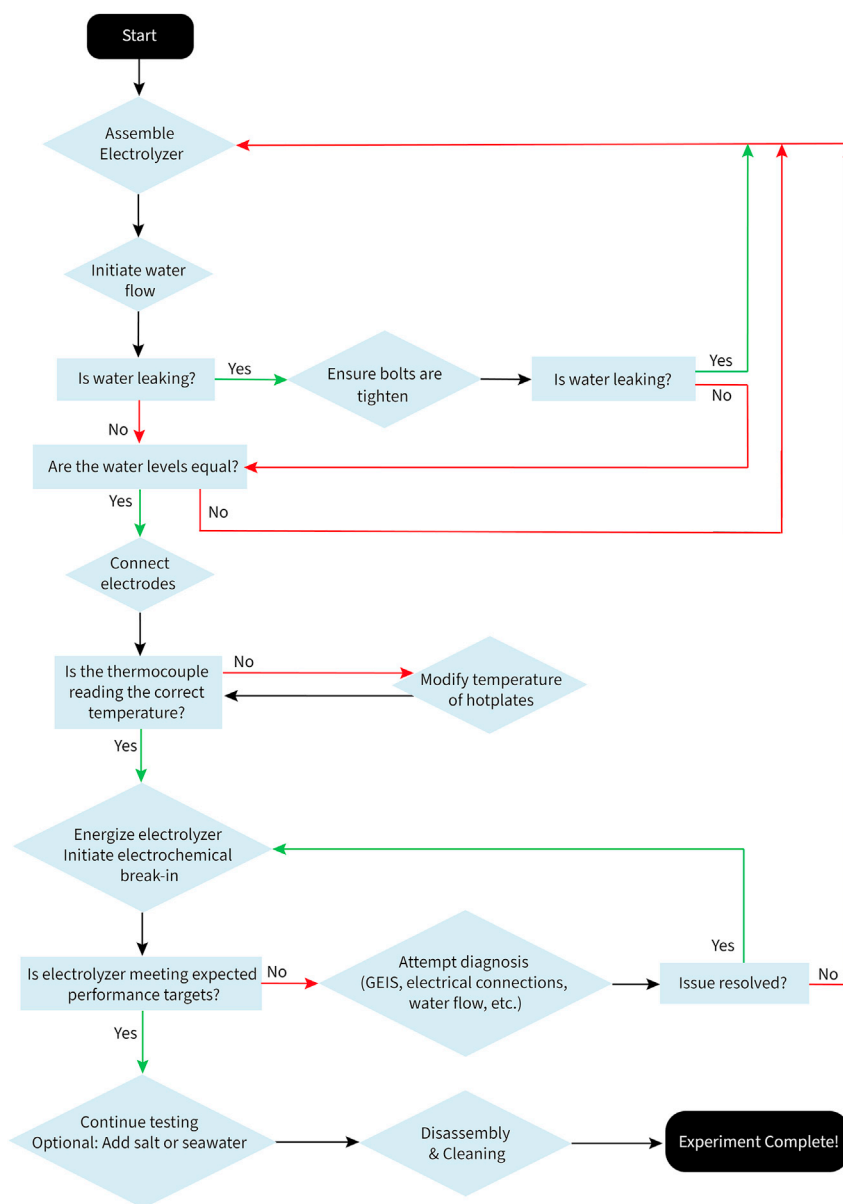 Start
Assemble
Electrolyzer
Initiate water
flow
Is water leaking?
Yes
Ensure bolts are
tighten
Is water leaking?
Yes
No
No
Are the water levels equal?
Yes
No
Connect
electrodes
Is the thermocouple
reading the correct
temperature?
No
Modify temperature
of hotplates
Yes
Energize electrolyzer
Initiate electrochemical
break-in
Is electrolyzer meeting expected
performance targets?
No
Attempt diagnosis
(GEIS, electrical connections,
water flow, etc.)
Yes
Issue resolved?
No
Yes
Continue testing
Optional: Add salt or seawater
Disassembly
& Cleaning
Experiment Complete!